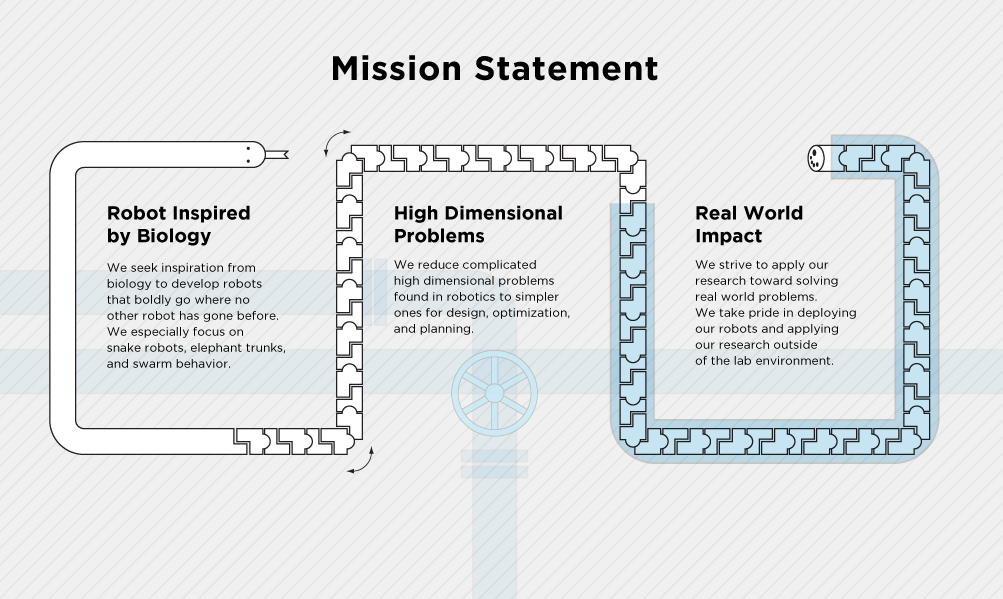 Mission Statement
Robot Inspired
by Biology
We seek inspiration from
biology to develop robots
that boldly go where no
other robot has gone before.
We especially focus on
snake robots, elephant trunks,
and swarm behavior.
High Dimensional
Problems
We reduce complicated
high dimensional problems
found in robotics to simpler
ones for design, optimization,
and planning.
Real World
Impact
We strive to apply our
research toward solving
real world problems.
We take pride in deploying
our robots and applying
our research outside
of the lab environment.